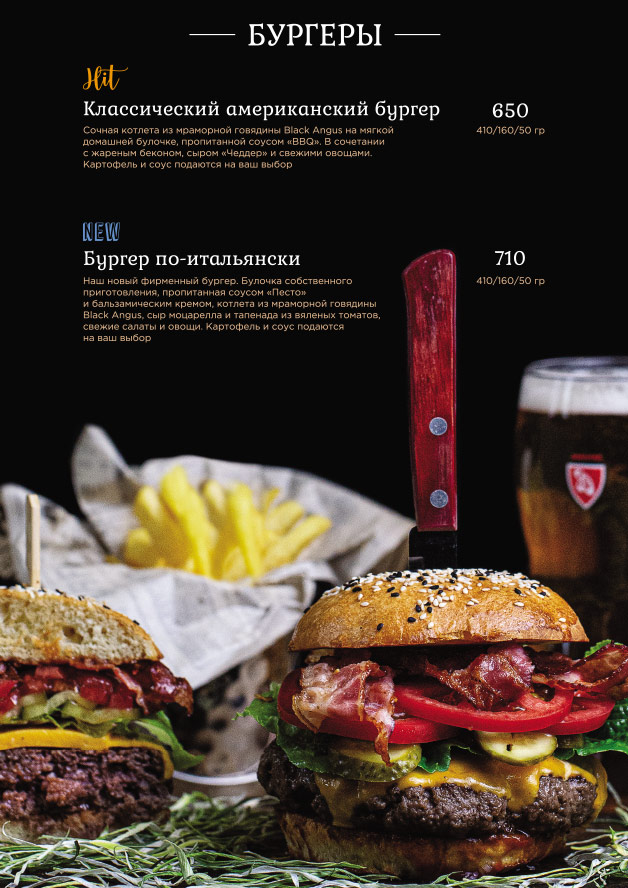 БУРГЕРЫ
Hit
Классический американский бургер 650
Сочная котлета из мраморной говядины Black Angus на мягкой 410/160/50 гр
домашней булочке, пропитанной соусом «BBQ». В сочетании
с жареным беконом, сыром «Чеддер» и свежими овощами.
Картофель и соус подаются на ваш выбор
NEW
Бургер по-итальянски 710
Наш новый фирменный бургер. Булочка собственного 410/160/50 гр
приготовления, пропитанная соусом «Песто»
и бальзамическим кремом, котлета из мраморной говядины
Black Angus, сыр моцарелла и тапенада из вяленых томатов,
свежие салаты и овощи. Картофель и соус подаются
на ваш выбор